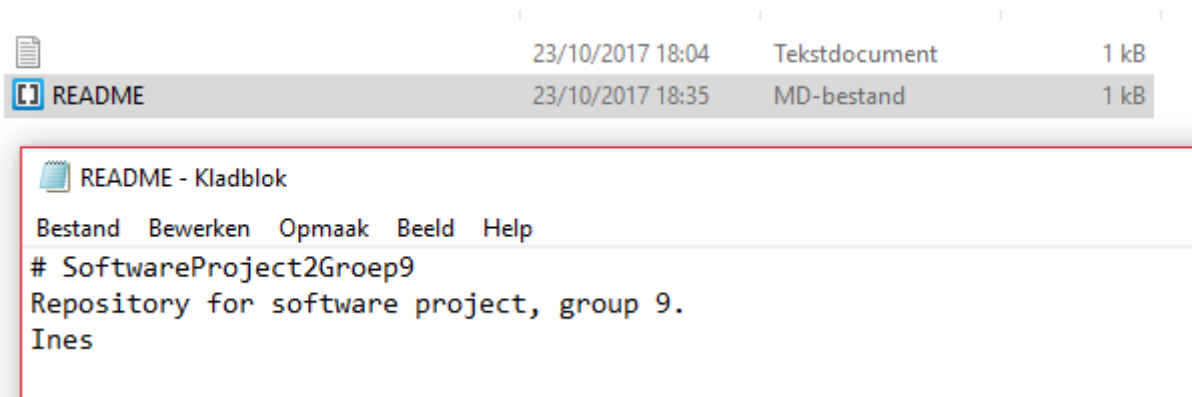 23/10/2017 18:04 Tekstdocument 1 kB
README 23/10/2017 18:35 MD-bestand 1 kB
README - Kladblok
Bestand Bewerken Opmaak Beeld Help
# SoftwareProject2Groep9
Repository for software project, group 9.
Ines